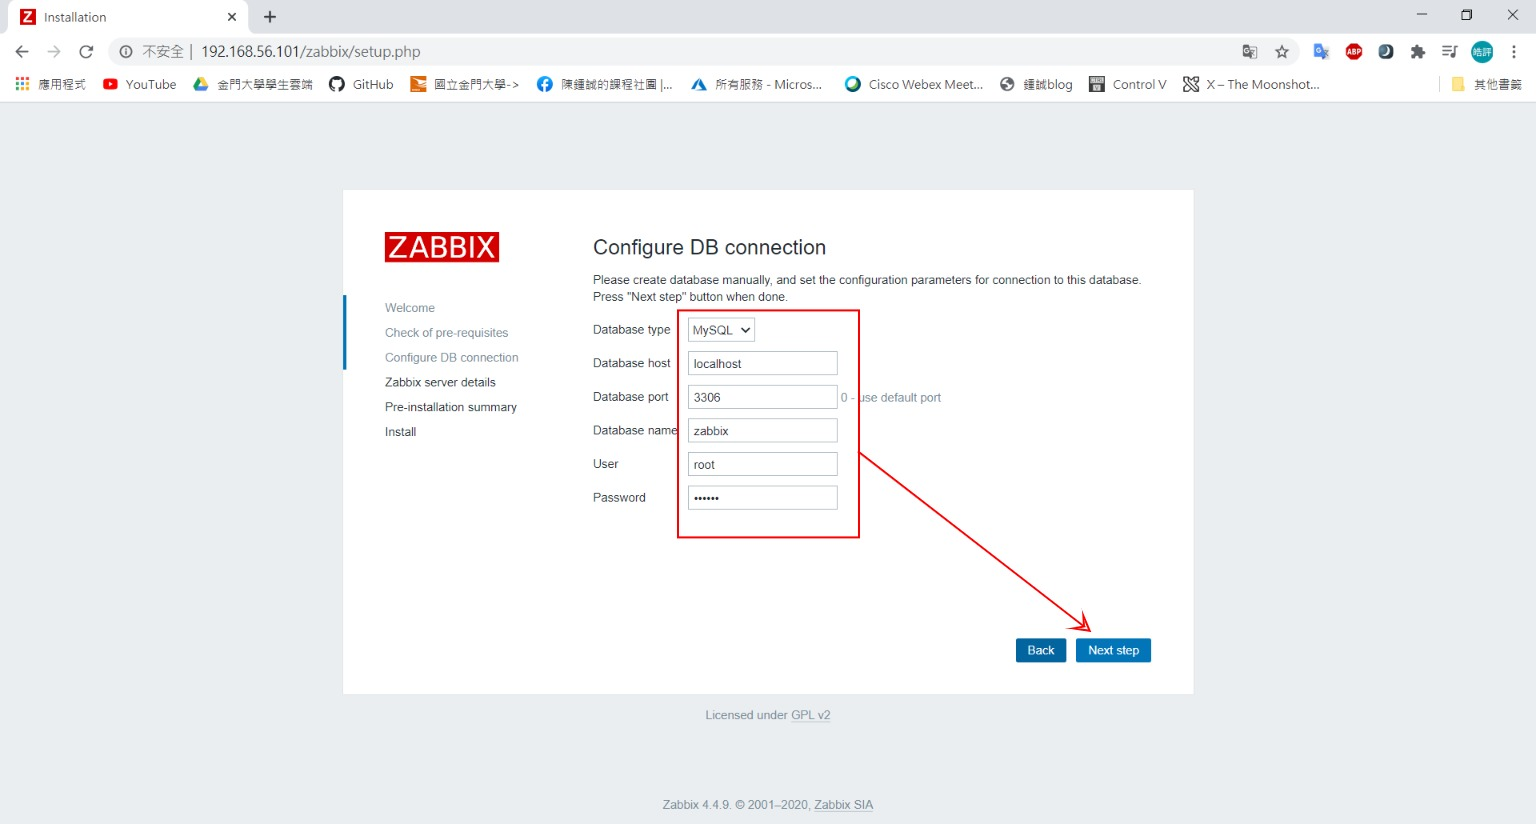 Z Installation
不安全 | 192.168.56.101/zabbix/setup.php
ABP
皓評
應用程式 YouTube 金門大學學生雲端 GitHub 國立金門大學-> 陳鍾誠的課程社團 |... 所有服務 - Micros... Cisco Webex Meet... 鍾誠blog Control V X – The Moonshot... 其他書籤
ZABBIX
Welcome
Check of pre-requisites
Configure DB connection
Zabbix server details
Pre-installation summary
Install
Configure DB connection
Please create database manually, and set the configuration parameters for connection to this database.
Press "Next step" button when done.
Database type MySQL
Database host localhost
Database port 3306 0 - use default port
Database name zabbix
User root
Password ••••••
Back Next step
Licensed under GPL v2
Zabbix 4.4.9. © 2001–2020, Zabbix SIA